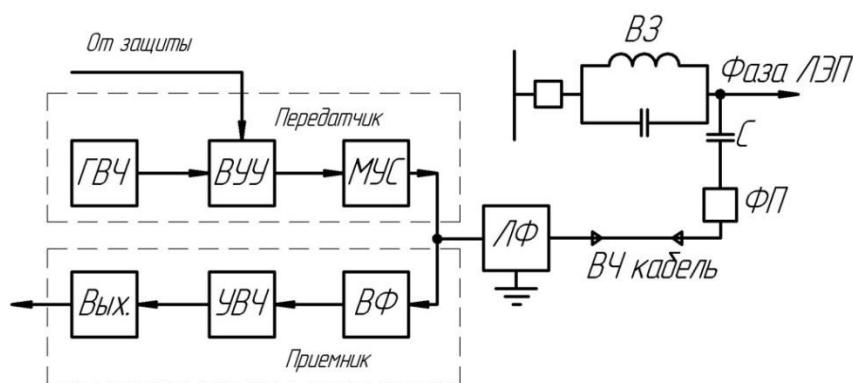 От защиты
ВЗ
Фаза ЛЭП
Передатчик
С
ГВЧ
ВУУ
МУС
ФП
ЛФ
ВЧ кабель
Вых.
УВЧ
ВФ
Приемник